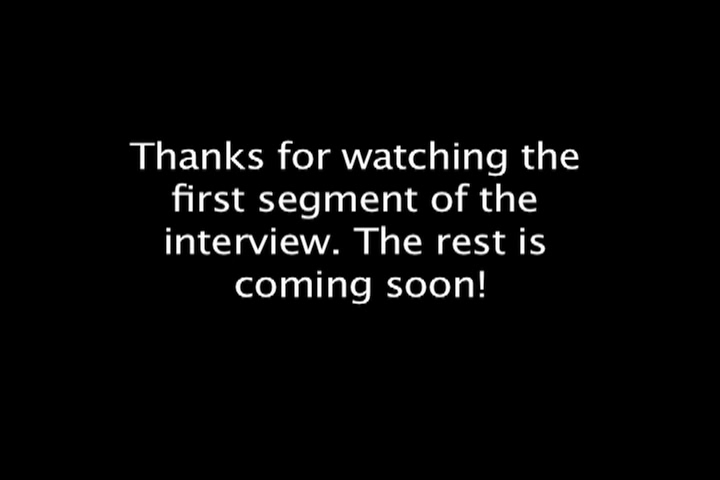 Thanks for watching the
first segment of the
interview. The rest is
coming soon!